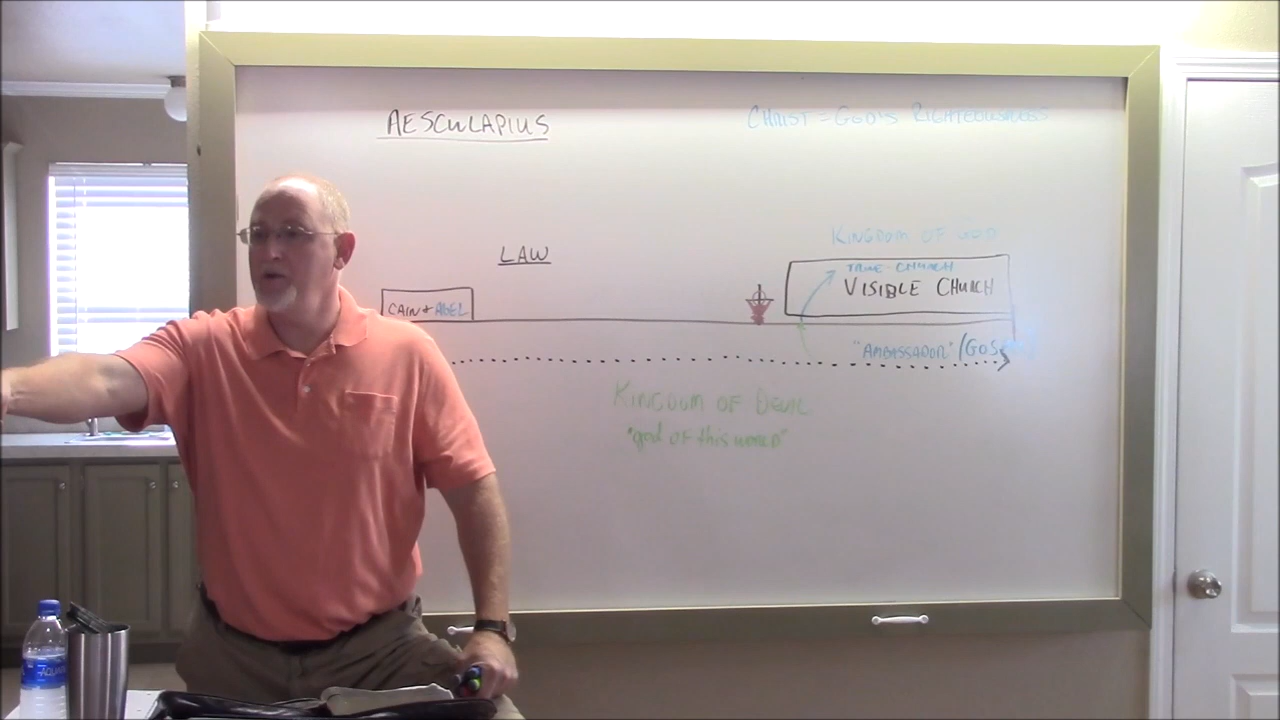 AESCULAPIUS
CHRIST = GOD'S RIGHTEOUSNESS
KINGDOM OF GOD
LAW
TRUE CHURCH
VISIBLE CHURCH
CAIN + ABEL
"AMBASSADOR" /GOS
KINGDOM OF DEVIL
"god OF this WORLD"